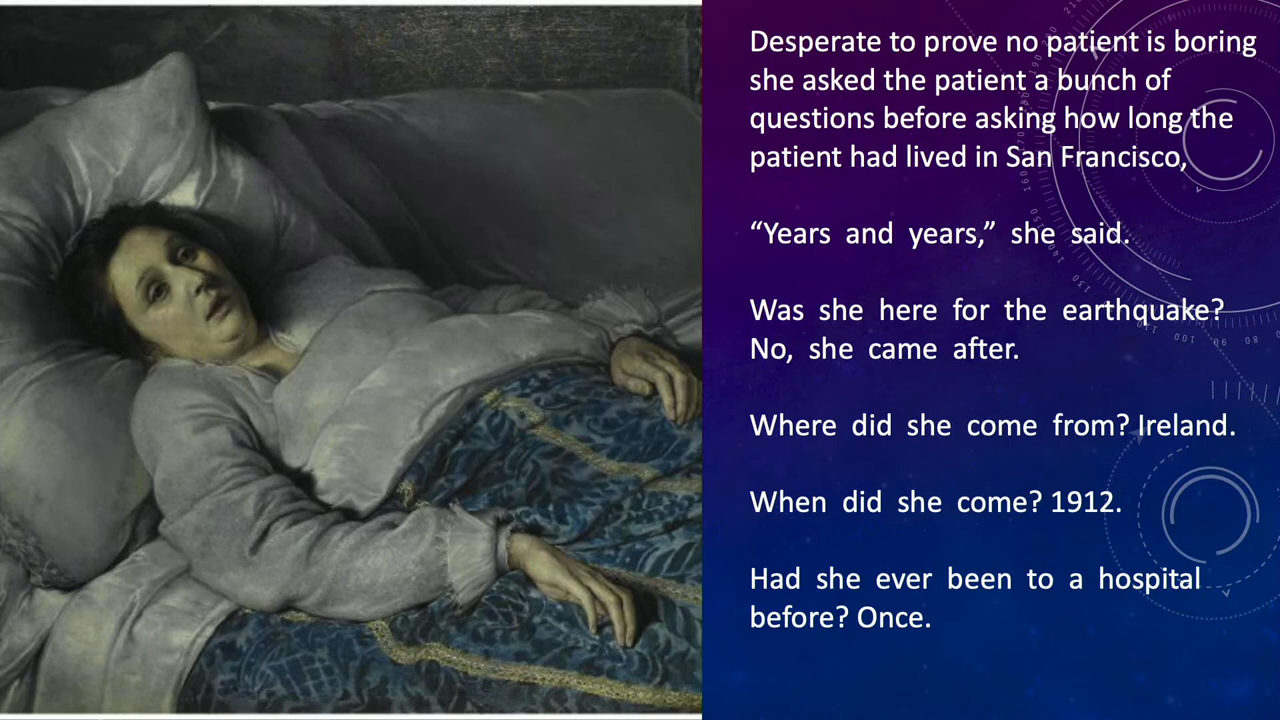 Desperate to prove no patient is boring
she asked the patient a bunch of
questions before asking how long the
patient had lived in San Francisco,
“Years and years,” she said.
Was she here for the earthquake?
No, she came after.
Where did she come from? Ireland.
When did she come? 1912.
Had she ever been to a hospital
before? Once.